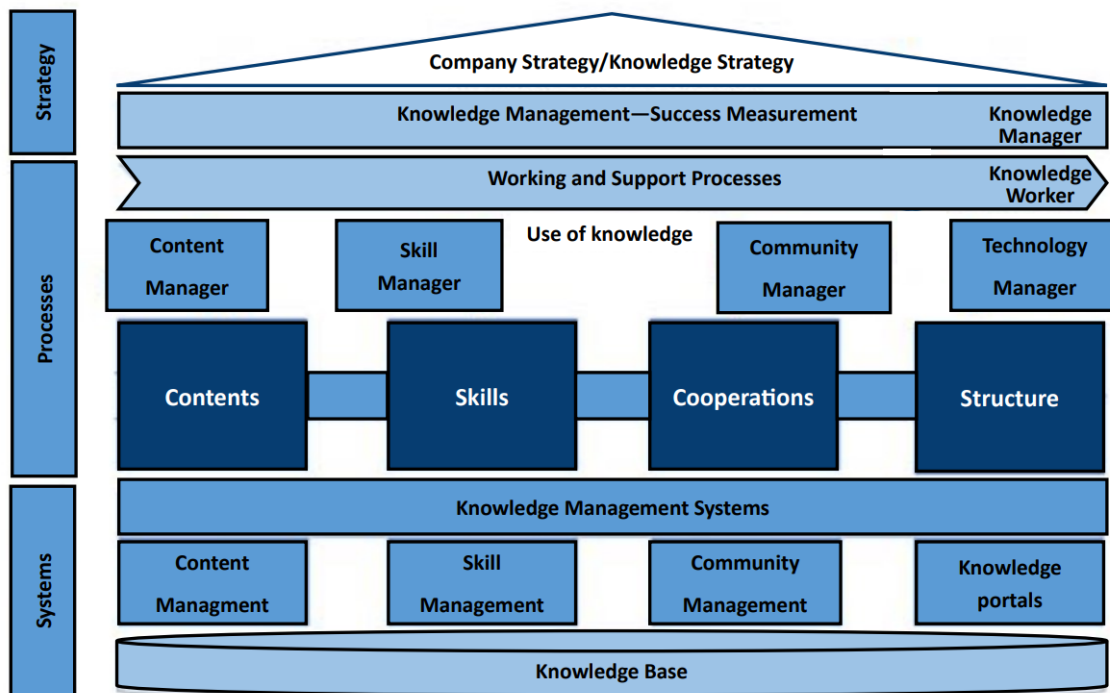 Strategy
Company Strategy/Knowledge Strategy
Knowledge Management—Success Measurement
Knowledge
Manager
Processes
Working and Support Processes
Knowledge
Worker
Use of knowledge
Content
Manager
Skill
Manager
Community
Manager
Technology
Manager
Contents
Skills
Cooperations
Structure
Systems
Knowledge Management Systems
Content
Managment
Skill
Management
Community
Management
Knowledge
portals
Knowledge Base